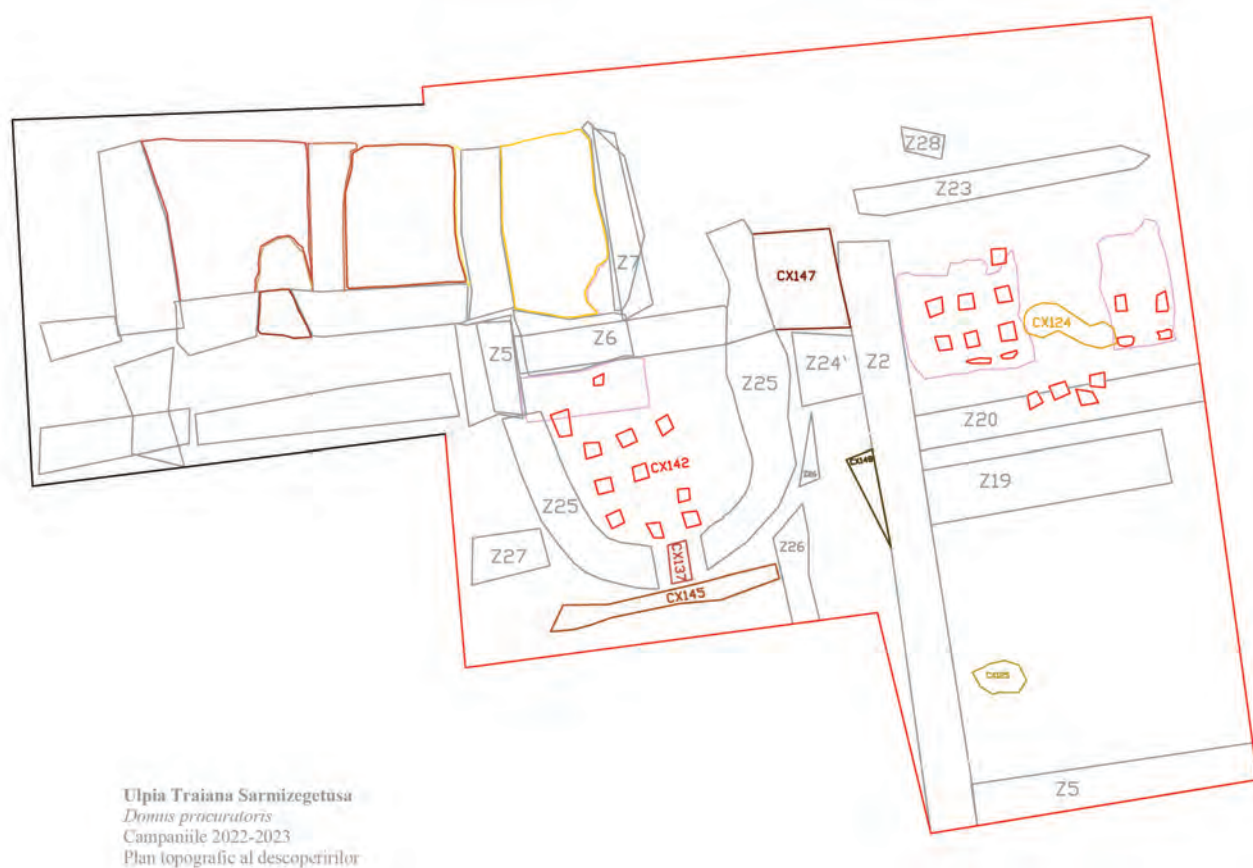 Z28
Z23
Z7
CX147
CX124
Z6
Z5
Z24'
Z2
Z25
Z20
CX142
Z19
Z25
Z27
Z26
CX137
CX145
Z5
Ulpia Traiana Sarmizegetusa
Domus procuratoris
Campaniile 2022-2023
Plan topografic al descoperirilor